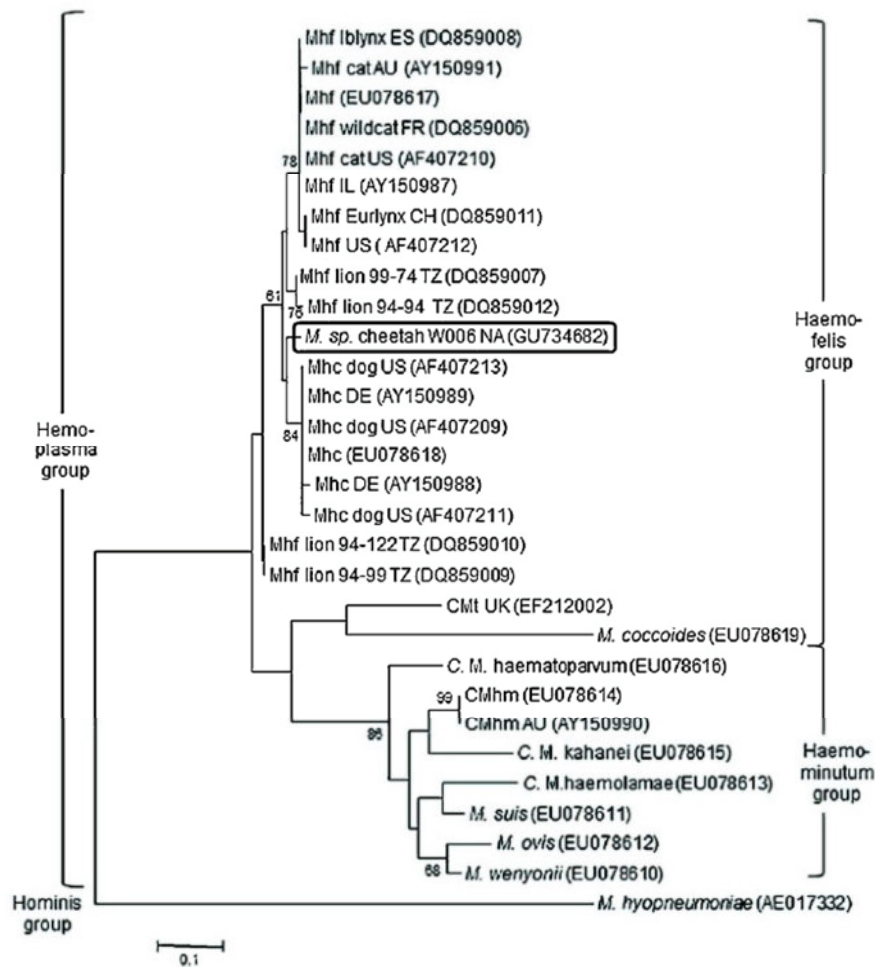 Mhf Iblynx ES (DQ859008)
Mhf catAU (AY150991)
Mhf (EU078617)
Mhf wildcat FR (DQ859006)
78
Mhf cat US (AF407210)
Mhf IL (AY150987)
Mhf Eurlynx CH (DQ859011)
Mhf US ( AF407212)
Mhf lion 99-74 TZ (DQ859007)
61
76
Mhf lion 94-94 TZ (DQ859012)
M. sp. cheetah W006 NA (GU734682)
Haemo-
felis
group
Mhc dog US (AF407213)
Mhc DE (AY150989)
Mhc dog US (AF407209)
84
Hemo-
plasma
group
Mhc (EU078618)
Mhc DE (AY150988)
Mhc dog US (AF407211)
Mhf lion 94-122TZ (DQ859010)
Mhf lion 94-99 TZ (DQ859009)
CMt UK (EF212002)
M. coccoides (EU078619)
C. M. haematoparvum (EU078616)
99
CMhm (EU078614)
CMhm AU (AY150990)
86
C. M. kahanei (EU078615)
Haemo-
minutum
group
C. M.haemolamae (EU078613)
M. suis (EU078611)
M. ovis (EU078612)
68
M. wenyonii (EU078610)
Hominis
group
M. hyopneumoniae (AE017332)
0.1